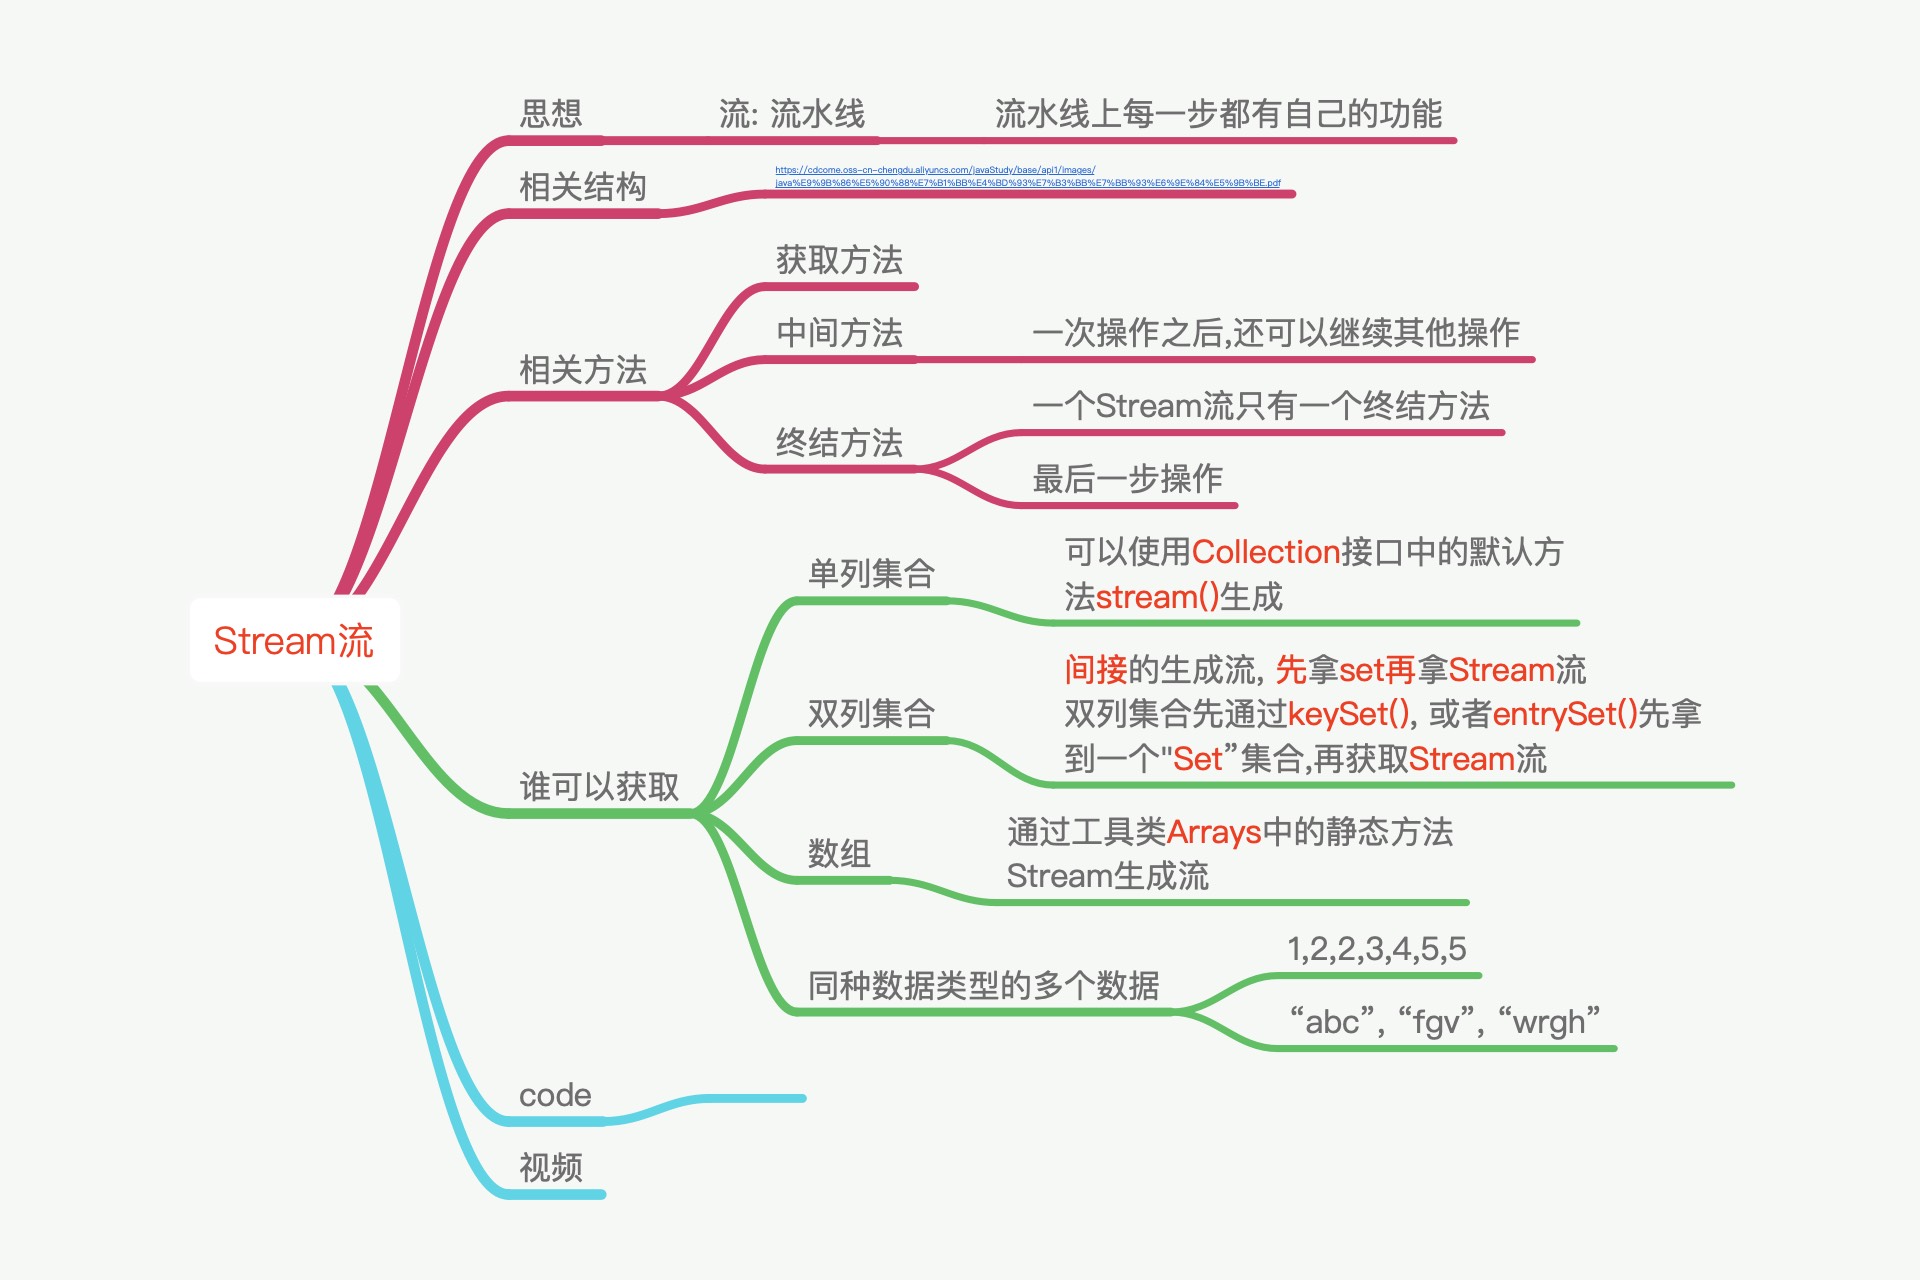 思想
流: 流水线
流水线上每一步都有自己的功能
相关结构
https://cdcome.oss-cn-chengdu.aliyuncs.com/javaStudy/base/api1/images/
java%E9%9B%86%E5%90%88%E7%B1%BB%E4%BD%93%E7%B3%BB%E7%BB%93%E6%9E%84%E5%9B%BE.pdf
相关方法
获取方法
中间方法
一次操作之后,还可以继续其他操作
终结方法
一个Stream流只有一个终结方法
最后一步操作
Stream流
谁可以获取
单列集合
可以使用Collection接口中的默认方
法stream()生成
双列集合
间接的生成流, 先拿set再拿Stream流
双列集合先通过keySet(), 或者entrySet()先拿
到一个"Set”集合,再获取Stream流
数组
通过工具类Arrays中的静态方法
Stream生成流
同种数据类型的多个数据
1,2,2,3,4,5,5
“abc”, “fgv”, “wrgh”
code
视频